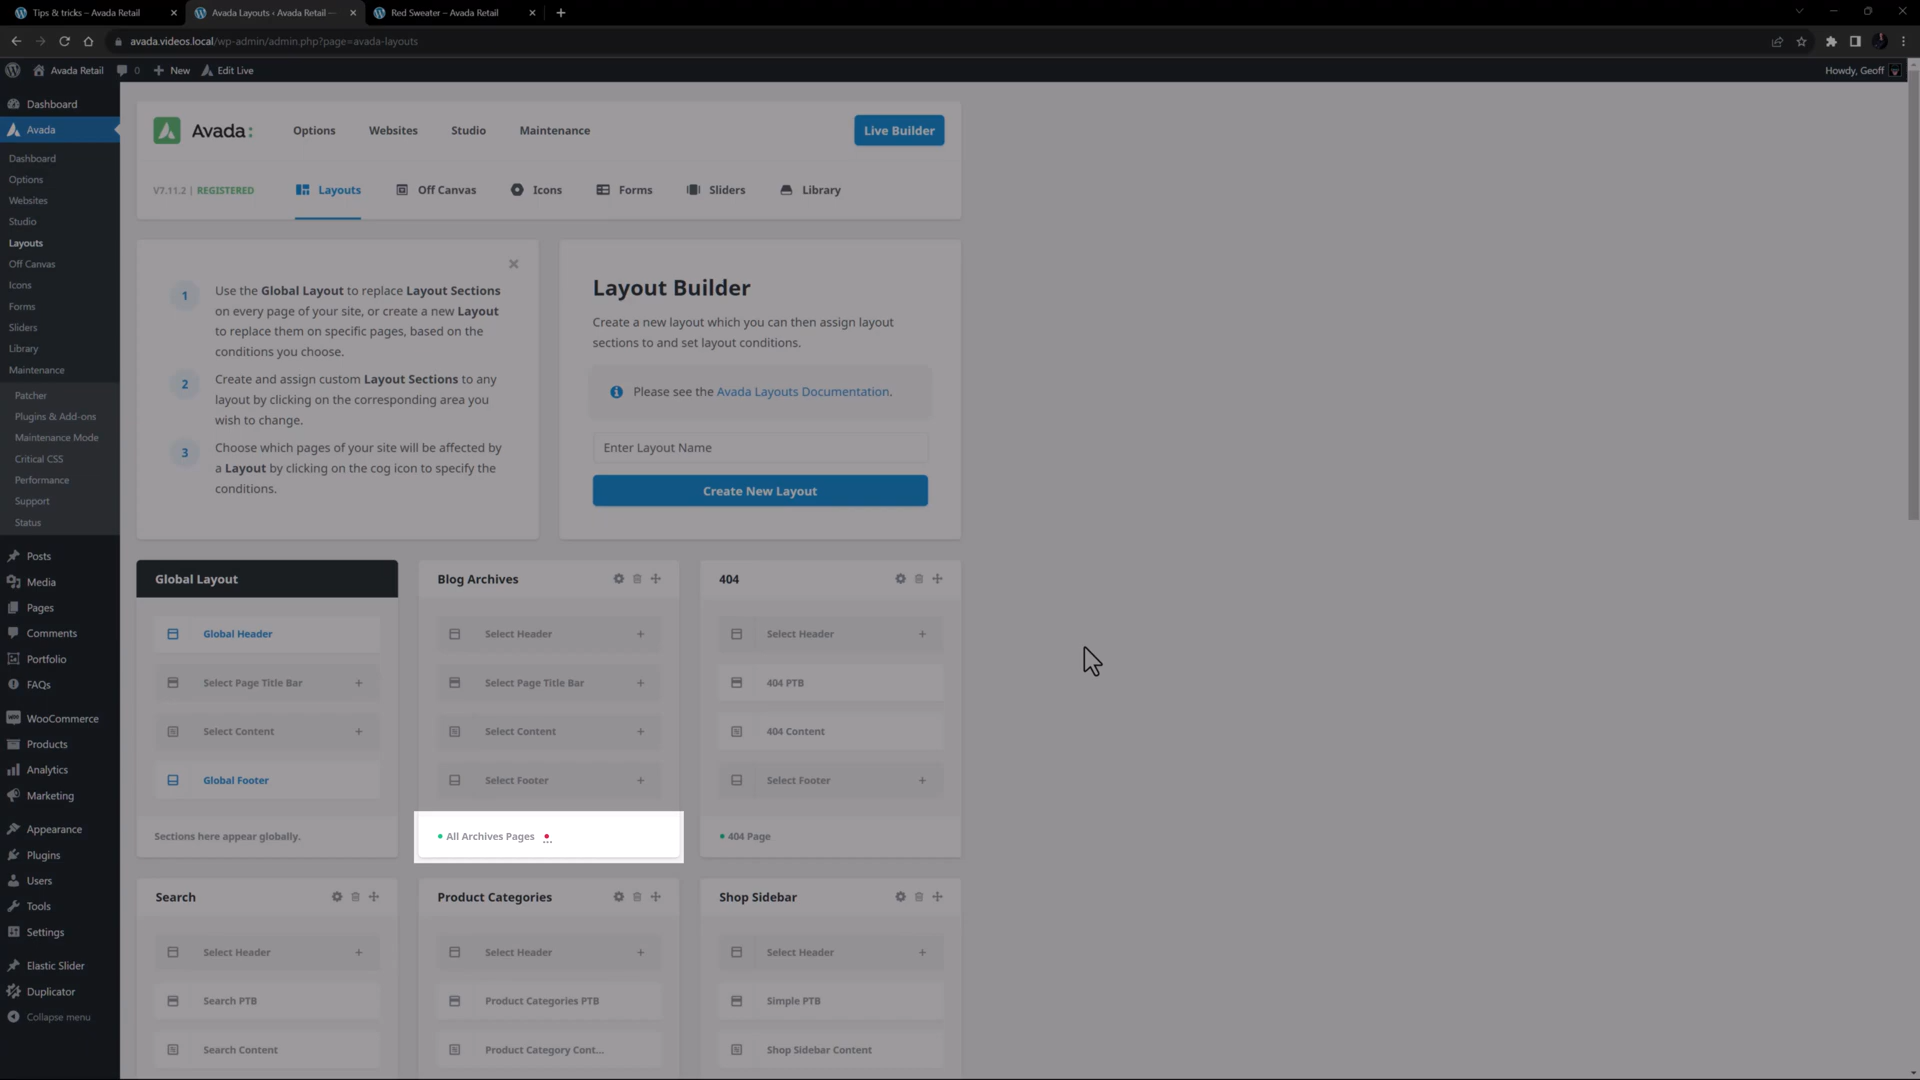 Tips & tricks – Avada Retail
Avada Layouts ‹ Avada Retail —
Red Sweater – Avada Retail
avada.videos.local/wp-admin/admin.php?page=avada-layouts
Avada Retail
0
New
Edit Live
Howdy, Geoff
Dashboard
Avada
Dashboard
Options
Websites
Studio
Layouts
Off Canvas
Icons
Forms
Sliders
Library
Maintenance
Patcher
Plugins & Add-ons
Maintenance Mode
Critical CSS
Performance
Support
Status
Posts
Media
Pages
Comments
Portfolio
FAQs
WooCommerce
Products
Analytics
Marketing
Appearance
Plugins
Users
Tools
Settings
Elastic Slider
Duplicator
Collapse menu
Avada:
Options
Websites
Studio
Maintenance
Live Builder
V7.11.2 | REGISTERED
Layouts
Off Canvas
Icons
Forms
Sliders
Library
1
Use the Global Layout to replace Layout Sections
on every page of your site, or create a new Layout
to replace them on specific pages, based on the
conditions you choose.
2
Create and assign custom Layout Sections to any
layout by clicking on the corresponding area you
wish to change.
3
Choose which pages of your site will be affected by
a Layout by clicking on the cog icon to specify the
conditions.
Layout Builder
Create a new layout which you can then assign layout
sections to and set layout conditions.
Please see the Avada Layouts Documentation.
Enter Layout Name
Create New Layout
Global Layout
Global Header
Select Page Title Bar +
Select Content +
Global Footer
Sections here appear globally.
Blog Archives
Select Header +
Select Page Title Bar +
Select Content +
Select Footer +
All Archives Pages ...
404
Select Header +
404 PTB
404 Content
Select Footer +
404 Page
Search
Select Header +
Search PTB
Search Content
Product Categories
Select Header +
Product Categories PTB
Product Category Cont...
Shop Sidebar
Select Header +
Simple PTB
Shop Sidebar Content